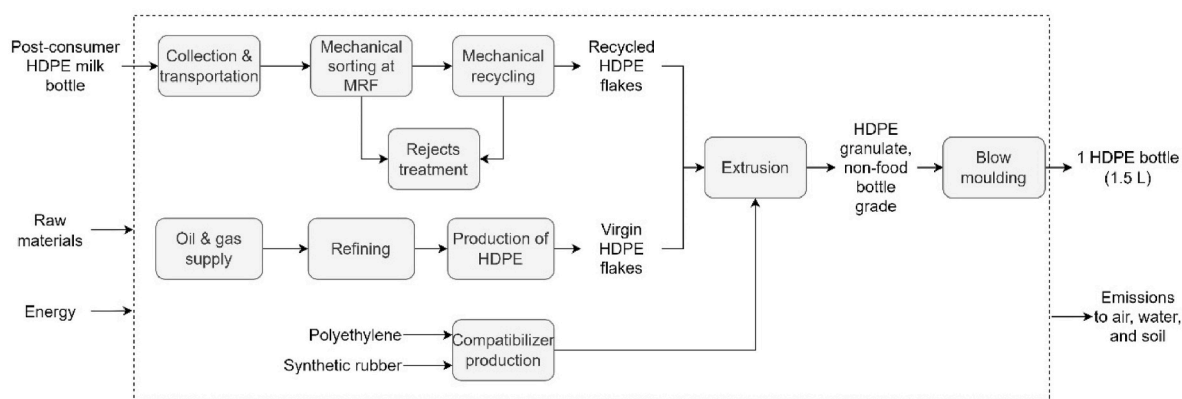 Post-consumer
HDPE milk
bottle
Collection &
transportation
Mechanical
sorting at
MRF
Mechanical
recycling
Recycled
HDPE
flakes
Rejects
treatment
Extrusion
HDPE
granulate,
non-food
bottle
grade
Blow
moulding
1 HDPE bottle
(1.5 L)
Raw
materials
Oil & gas
supply
Refining
Production of
HDPE
Virgin
HDPE
flakes
Energy
Polyethylene
Synthetic rubber
Compatibilizer
production
Emissions
to air, water,
and soil